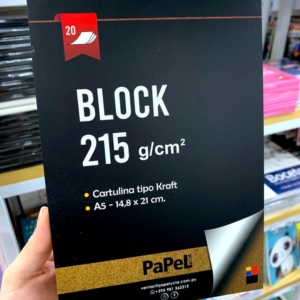 20
BLOCK
215 g/cm²
• Cartulina tipo Kraft
• A5 - 14,8 x 21 cm.
PaPel